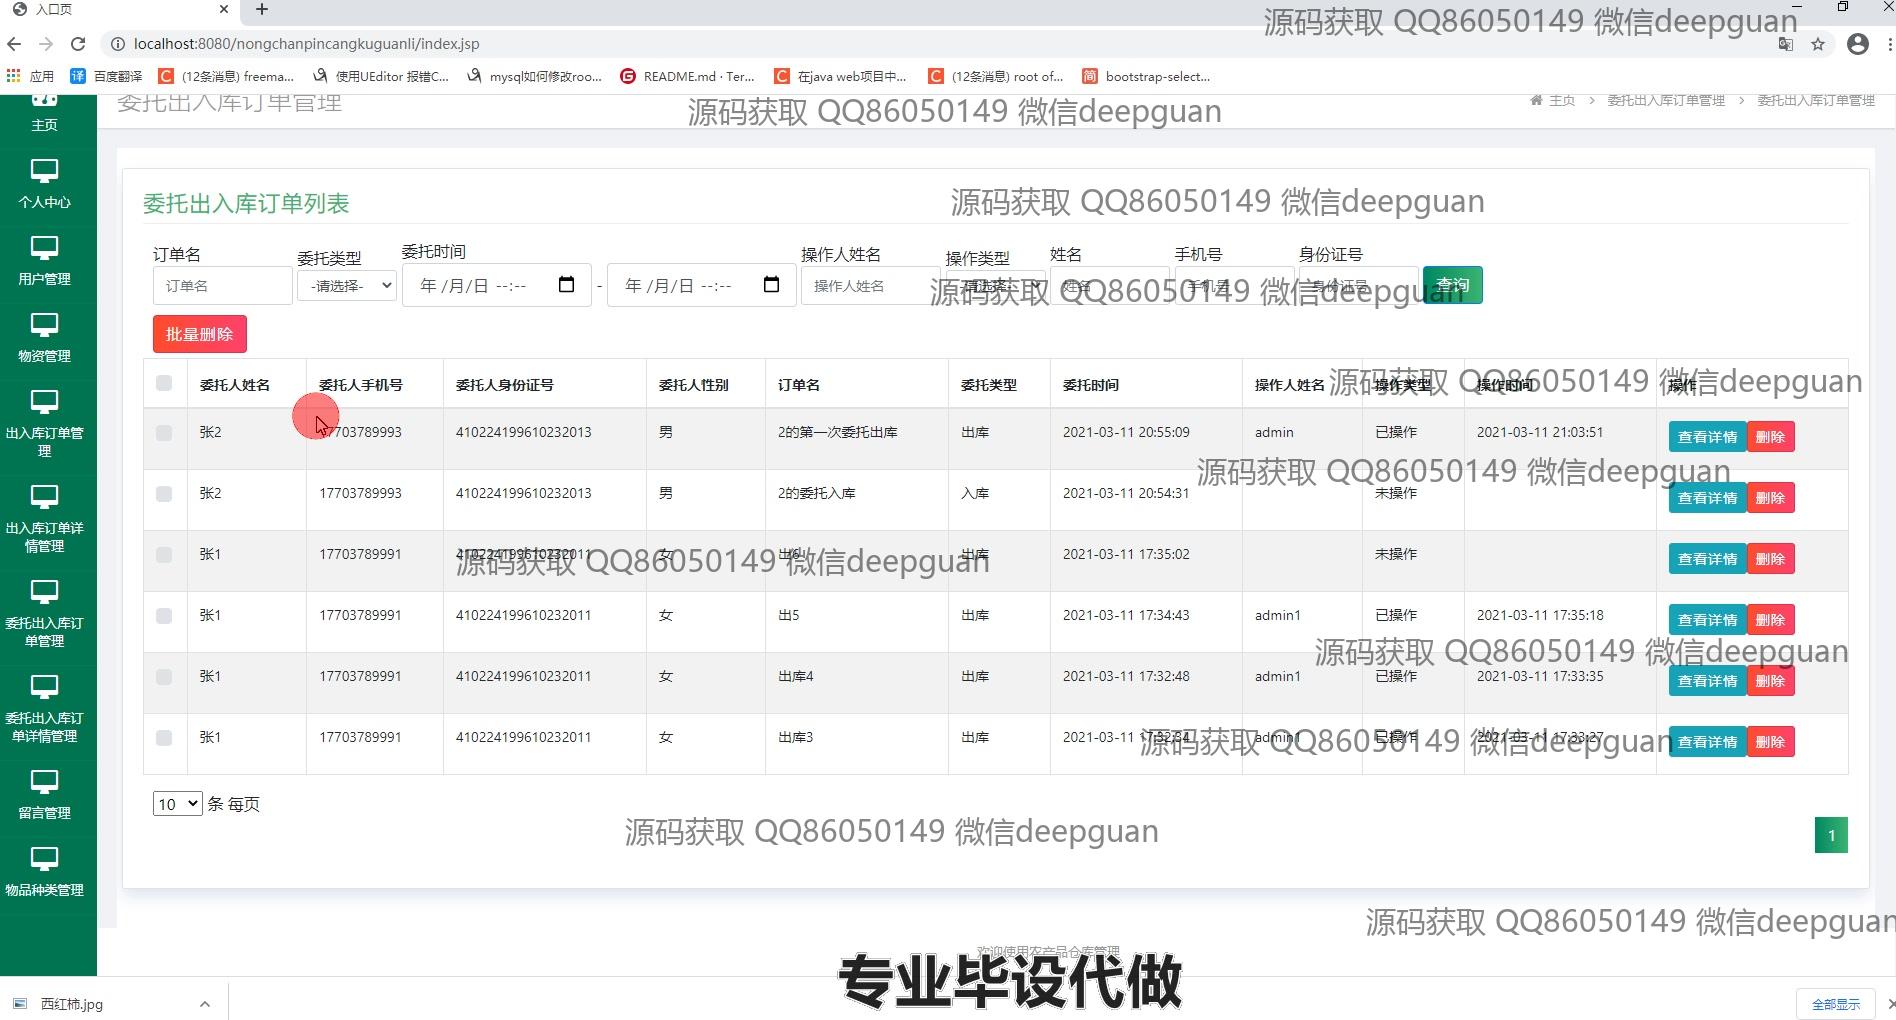 入口页
源码获取 QQ86050149 微信deepguan
localhost:8080/nongchanpincangkuguanli/index.jsp
应用 百度翻译 (12条消息) freema... 使用UEditor 报错C... mysql如何修改roo... README.md · Ter... 在java web项目中... (12条消息) root of... bootstrap-select...
委托出入库订单管理
主页 > 委托出入库订单管理 > 委托出入库订单管理
源码获取 QQ86050149 微信deepguan
主页
个人中心
用户管理
物资管理
出入库订单管
理
出入库订单详
情管理
委托出入库订
单管理
委托出入库订
单详情管理
留言管理
物品种类管理
委托出入库订单列表
源码获取 QQ86050149 微信deepguan
订单名 委托类型 委托时间 操作人姓名 操作类型 姓名 手机号 身份证号
订单名 -请选择- 年 /月/日 --:-- - 年 /月/日 --:-- 操作人姓名 -请选择- 姓名 手机号 身份证号 查询
源码获取 QQ86050149 微信deepguan
批量删除
委托人姓名 委托人手机号 委托人身份证号 委托人性别 订单名 委托类型 委托时间 操作人姓名 操作类型 操作时间 操作
源码获取 QQ86050149 微信deepguan
张2 17703789993 410224199610232013 男 2的第一次委托出库 出库 2021-03-11 20:55:09 admin 已操作 2021-03-11 21:03:51 查看详情 删除
源码获取 QQ86050149 微信deepguan
张2 17703789993 410224199610232013 男 2的委托入库 入库 2021-03-11 20:54:31 未操作 查看详情 删除
张1 17703789991 410224199610232011 女 出6 出库 2021-03-11 17:35:02 未操作 查看详情 删除
源码获取 QQ86050149 微信deepguan
张1 17703789991 410224199610232011 女 出5 出库 2021-03-11 17:34:43 admin1 已操作 2021-03-11 17:35:18 查看详情 删除
源码获取 QQ86050149 微信deepguan
张1 17703789991 410224199610232011 女 出库4 出库 2021-03-11 17:32:48 admin1 已操作 2021-03-11 17:33:35 查看详情 删除
张1 17703789991 410224199610232011 女 出库3 出库 2021-03-11 17:32:34 admin1 已操作 2021-03-11 17:33:27 查看详情 删除
源码获取 QQ86050149 微信deepguan
10 条 每页
源码获取 QQ86050149 微信deepguan
1
源码获取 QQ86050149 微信deepguan
欢迎使用农产品仓库管理
专业毕设代做
西红柿.jpg
全部显示